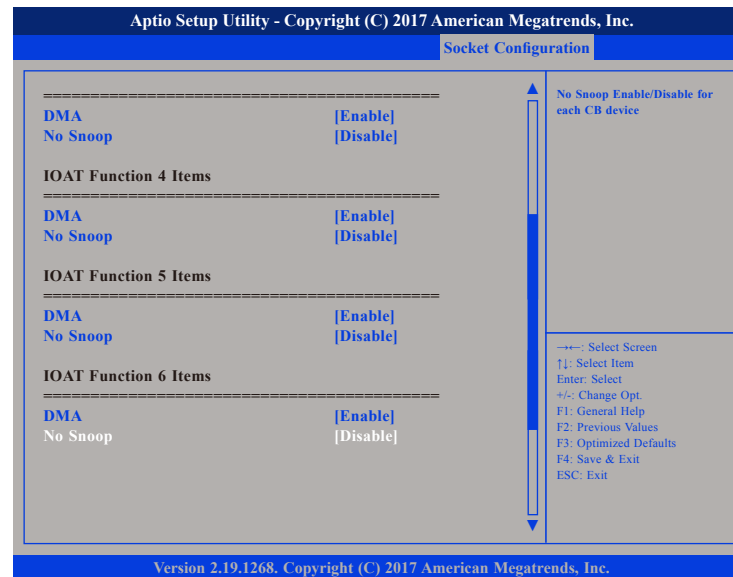 Aptio Setup Utility - Copyright (C) 2017 American Megatrends, Inc.
Socket Configuration
==========================================
DMA [Enable]
No Snoop [Disable]
IOAT Function 4 Items
==========================================
DMA [Enable]
No Snoop [Disable]
IOAT Function 5 Items
==========================================
DMA [Enable]
No Snoop [Disable]
IOAT Function 6 Items
==========================================
DMA [Enable]
No Snoop [Disable]
No Snoop Enable/Disable for
each CB device
→←: Select Screen
↑↓: Select Item
Enter: Select
+/-: Change Opt.
F1: General Help
F2: Previous Values
F3: Optimized Defaults
F4: Save & Exit
ESC: Exit
Version 2.19.1268. Copyright (C) 2017 American Megatrends, Inc.